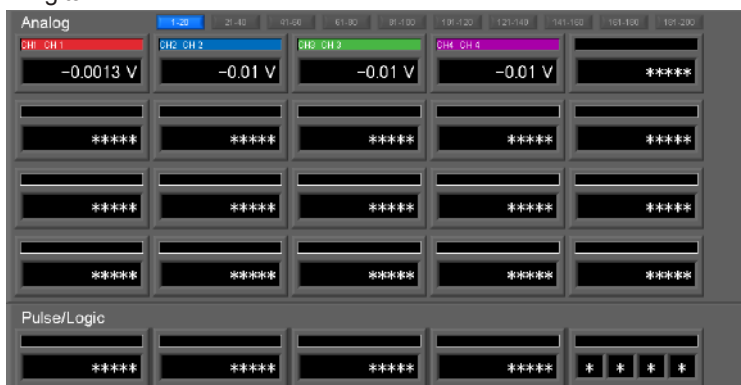 Analog 1-20 21-40 41-60 61-80 81-100 101-120 121-140 141-160 161-180 181-200
CH1 CH 1 CH2 CH 2 CH3 CH 3 CH4 CH 4
-0.0013 V -0.01 V -0.01 V -0.01 V *****
***** ***** ***** ***** *****
***** ***** ***** ***** *****
***** ***** ***** ***** *****
Pulse/Logic
***** ***** ***** ***** * * * *